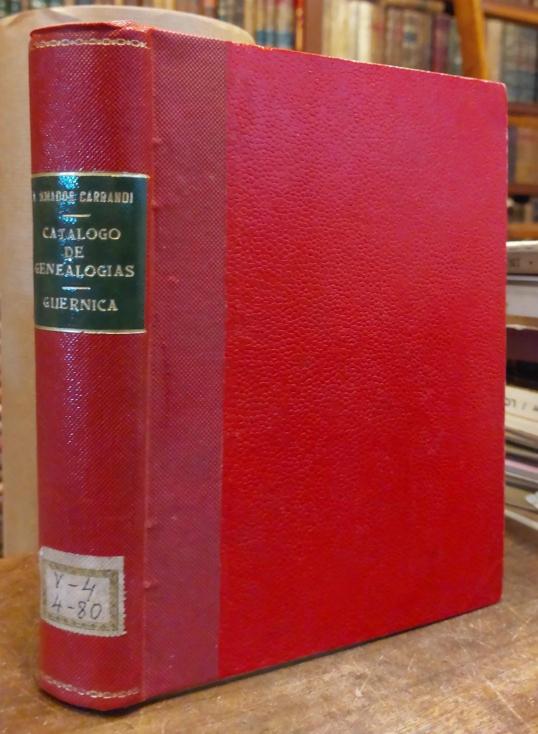 AMADOR CARRANDI
CATALOGO
DE
GENEALOGIAS
GUERNICA
V-4
4-80